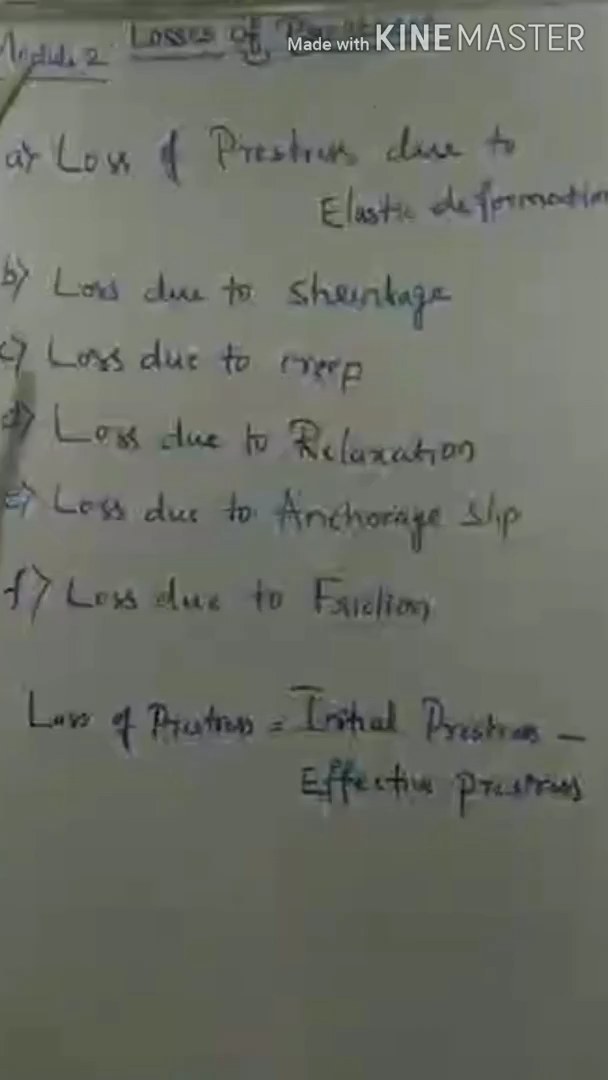 Module 2 Losses of
Made with KINEMASTER
a) Loss of Prestress due to
Elastic deformation
b) Loss due to Shrinkage
c) Loss due to creep
d) Loss due to Relaxation
e) Loss due to Anchorage slip
f) Loss due to Friction
Loss of Prestress = Initial Prestress -
Effective prestress